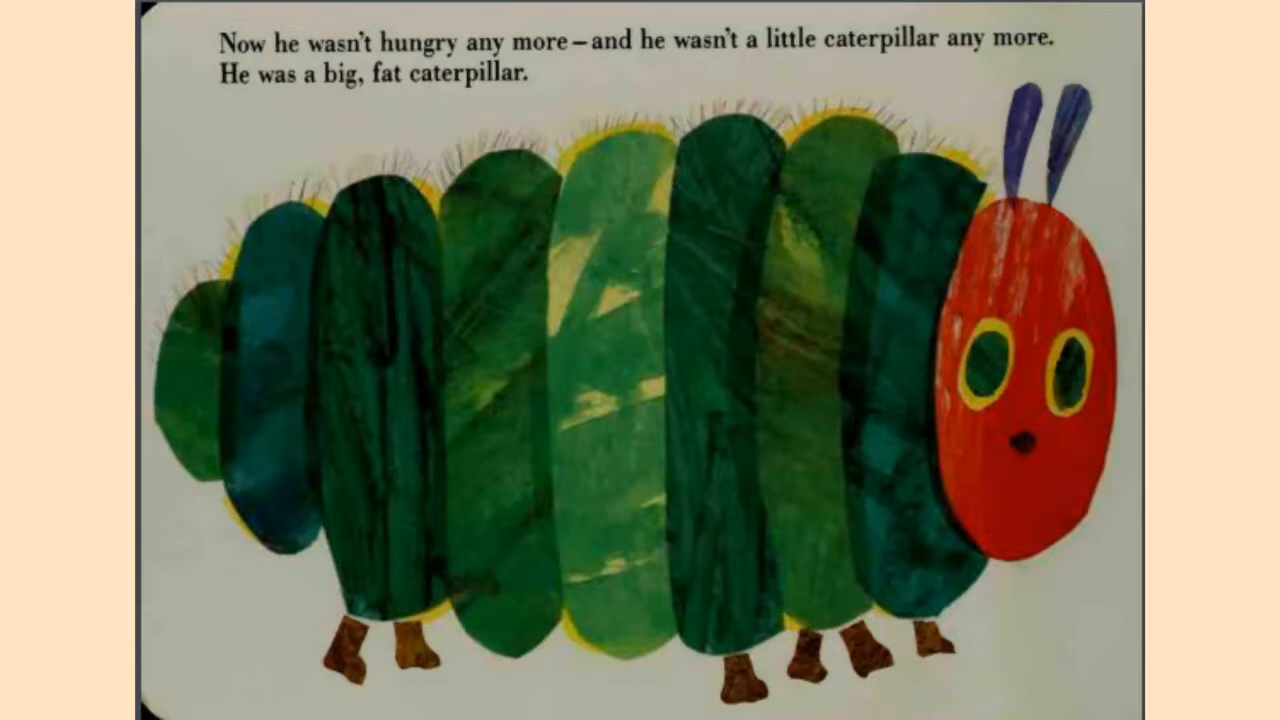 Now he wasn't hungry any more – and he wasn't a little caterpillar any more.
He was a big, fat caterpillar.